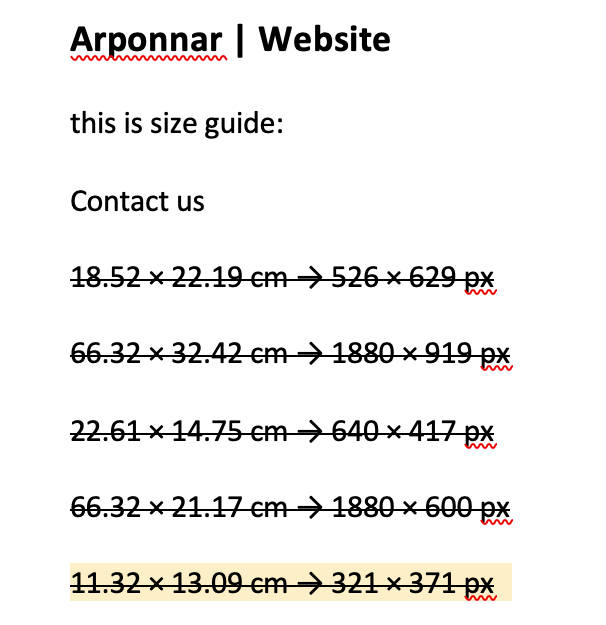 Arponnar | Website
this is size guide:
Contact us
18.52 × 22.19 cm → 526 × 629 px
66.32 × 32.42 cm → 1880 × 919 px
22.61 × 14.75 cm → 640 × 417 px
66.32 × 21.17 cm → 1880 × 600 px
11.32 × 13.09 cm → 321 × 371 px